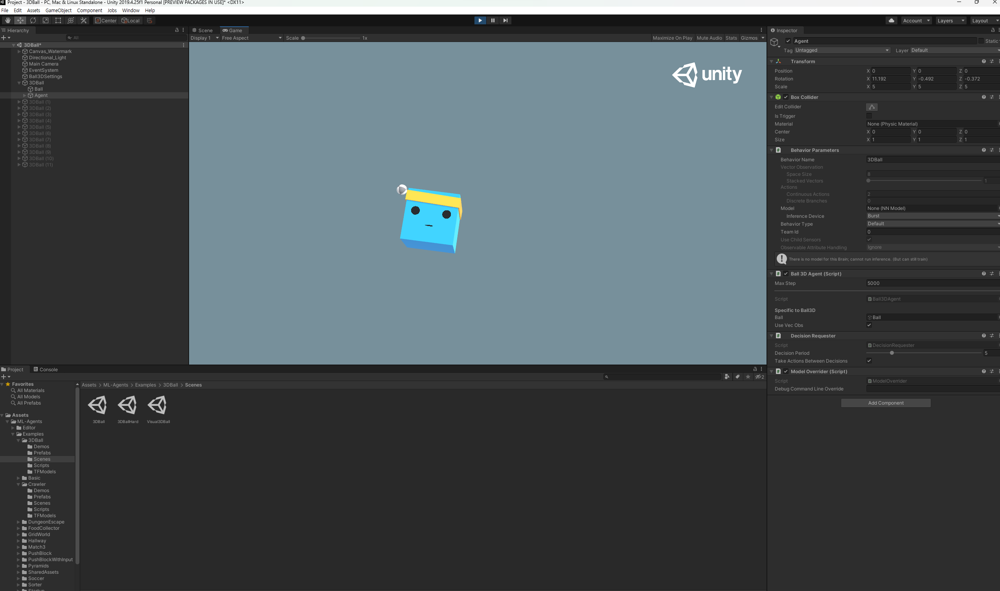 Project - 3DBall - PC, Mac & Linux Standalone - Unity 2019.4.25f1 Personal [PREVIEW PACKAGES IN USE]* <DX11>
File Edit Assets GameObject Component Jobs Window Help
Center Local
Account Layers Layout
Hierarchy
All
3DBall*
Canvas_Watermark
Directional_Light
Main Camera
EventSystem
Ball3DSettings
3DBall
Ball
Agent
3DBall (1)
3DBall (2)
3DBall (3)
3DBall (4)
3DBall (5)
3DBall (6)
3DBall (7)
3DBall (8)
3DBall (9)
3DBall (10)
3DBall (11)
Scene Game
Display 1 Free Aspect Scale 1x Maximize On Play Mute Audio Stats Gizmos
unity
Inspector
Agent Static
Tag Untagged Layer Default
Transform
Position X 0 Y 0 Z 0
Rotation X 11.192 Y -0.492 Z -0.372
Scale X 5 Y 5 Z 5
Box Collider
Edit Collider
Is Trigger
Material None (Physic Material)
Center X 0 Y 0 Z 0
Size X 1 Y 1 Z 1
Behavior Parameters
Behavior Name 3DBall
Vector Observation
Space Size 8
Stacked Vectors 1
Actions
Continuous Actions 2
Discrete Branches 0
Model None (NN Model)
Inference Device Burst
Behavior Type Default
Team Id 0
Use Child Sensors
Observable Attribute Handling Ignore
There is no model for this Brain; cannot run inference. (But can still train)
Ball 3D Agent (Script)
Max Step 5000
Script Ball3DAgent
Specific to Ball3D
Ball Ball
Use Vec Obs
Decision Requester
Script DecisionRequester
Decision Period 5
Take Actions Between Decisions
Model Overrider (Script)
Script ModelOverrider
Debug Command Line Override
Add Component
Project Console
2
Favorites
All Materials
All Models
All Prefabs
Assets
ML-Agents
Editor
Examples
3DBall
Demos
Prefabs
Scenes
Scripts
TFModels
Basic
Crawler
Demos
Prefabs
Scenes
Scripts
TFModels
DungeonEscape
FoodCollector
GridWorld
Hallway
Match3
PushBlock
PushBlockWithInput
Pyramids
SharedAssets
Soccer
Sorter
Startup
Assets > ML-Agents > Examples > 3DBall > Scenes
3DBall 3DBallHard Visual3DBall